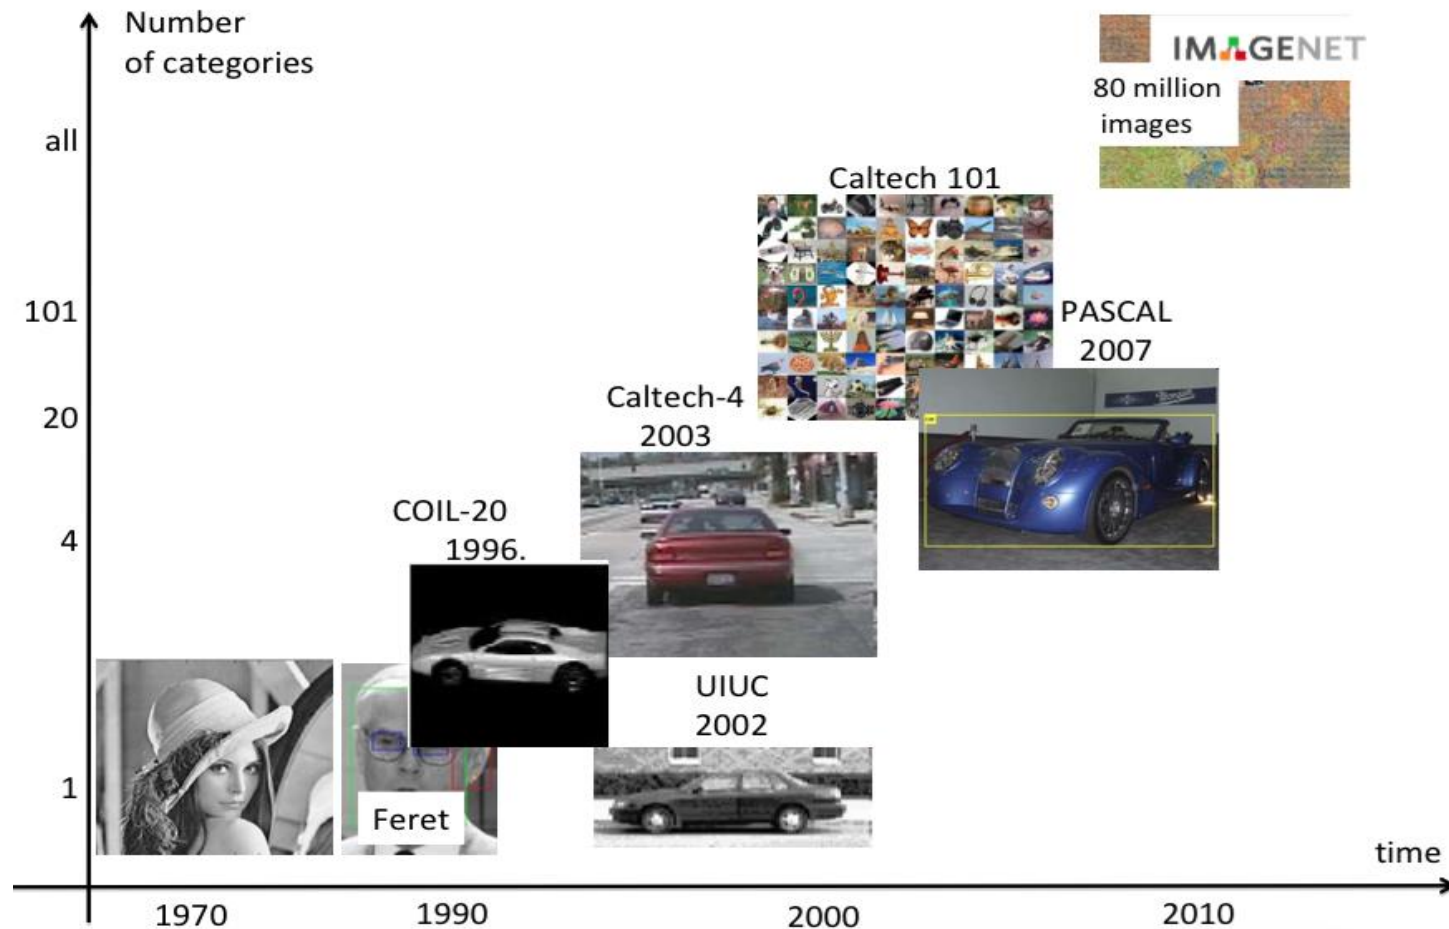 Number
of categories
IMAGENET
80 million
images
all
Caltech 101
101
PASCAL
2007
Caltech-4
2003
20
COIL-20
1996.
4
UIUC
2002
1
Feret
time
1970
1990
2000
2010